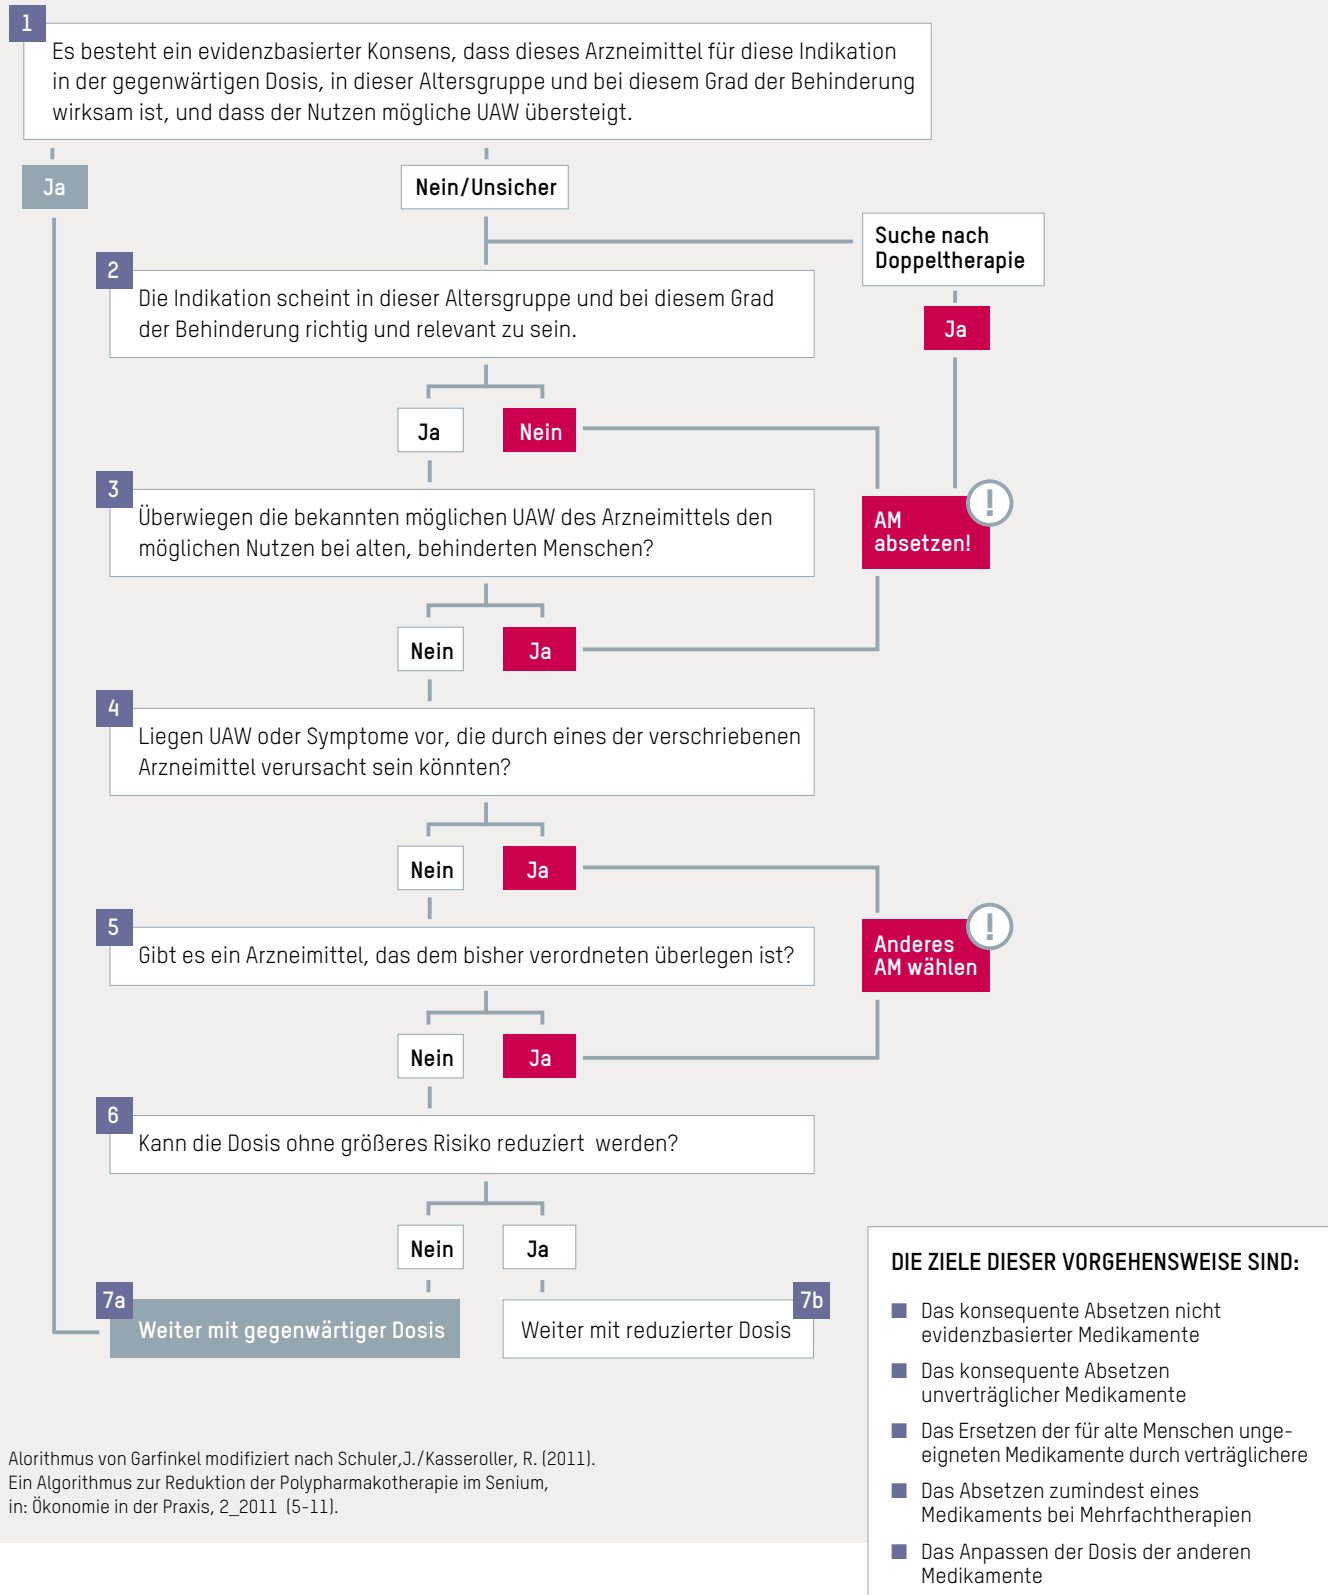 1
Es besteht ein evidenzbasierter Konsens, dass dieses Arzneimittel für diese Indikation
in der gegenwärtigen Dosis, in dieser Altersgruppe und bei diesem Grad der Behinderung
wirksam ist, und dass der Nutzen mögliche UAW übersteigt.
Ja
Nein/Unsicher
Suche nach
Doppeltherapie
Ja
2
Die Indikation scheint in dieser Altersgruppe und bei diesem Grad
der Behinderung richtig und relevant zu sein.
Ja
Nein
AM
absetzen!
!
3
Überwiegen die bekannten möglichen UAW des Arzneimittels den
möglichen Nutzen bei alten, behinderten Menschen?
Nein
Ja
4
Liegen UAW oder Symptome vor, die durch eines der verschriebenen
Arzneimittel verursacht sein könnten?
Nein
Ja
Anderes
AM wählen
!
5
Gibt es ein Arzneimittel, das dem bisher verordneten überlegen ist?
Nein
Ja
6
Kann die Dosis ohne größeres Risiko reduziert werden?
Nein
Ja
7a
Weiter mit gegenwärtiger Dosis
7b
Weiter mit reduzierter Dosis
DIE ZIELE DIESER VORGEHENSWEISE SIND:
Das konsequente Absetzen nicht
evidenzbasierter Medikamente
Das konsequente Absetzen
unverträglicher Medikamente
Das Ersetzen der für alte Menschen unge-
eigneten Medikamente durch verträglichere
Das Absetzen zumindest eines
Medikaments bei Mehrfachtherapien
Das Anpassen der Dosis der anderen
Medikamente
Alorithmus von Garfinkel modifiziert nach Schuler,J./Kasseroller, R. (2011).
Ein Algorithmus zur Reduktion der Polypharmakotherapie im Senium,
in: Ökonomie in der Praxis, 2_2011 (5-11).